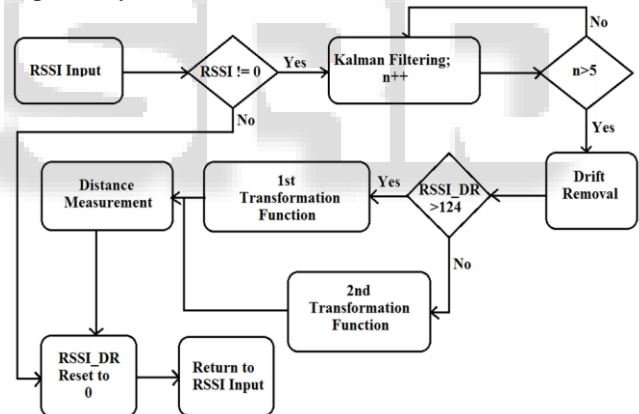 No
RSSI Input
RSSI != 0
Yes
Kalman Filtering;
n++
n>5
No
Yes
Distance
Measurement
1st
Transformation
Function
Yes
RSSI_DR
>124
Drift
Removal
No
2nd
Transformation
Function
RSSI_DR
Reset to
0
Return to
RSSI Input